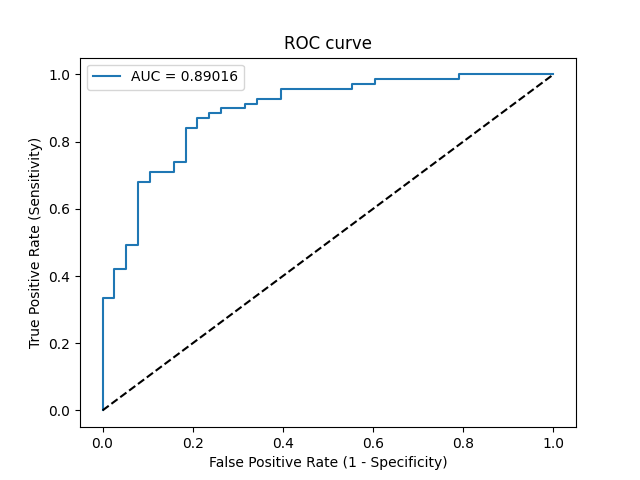 ROC curve
AUC = 0.89016
1.0
0.8
0.6
0.4
0.2
0.0
True Positive Rate (Sensitivity)
0.0 0.2 0.4 0.6 0.8 1.0
False Positive Rate (1 - Specificity)